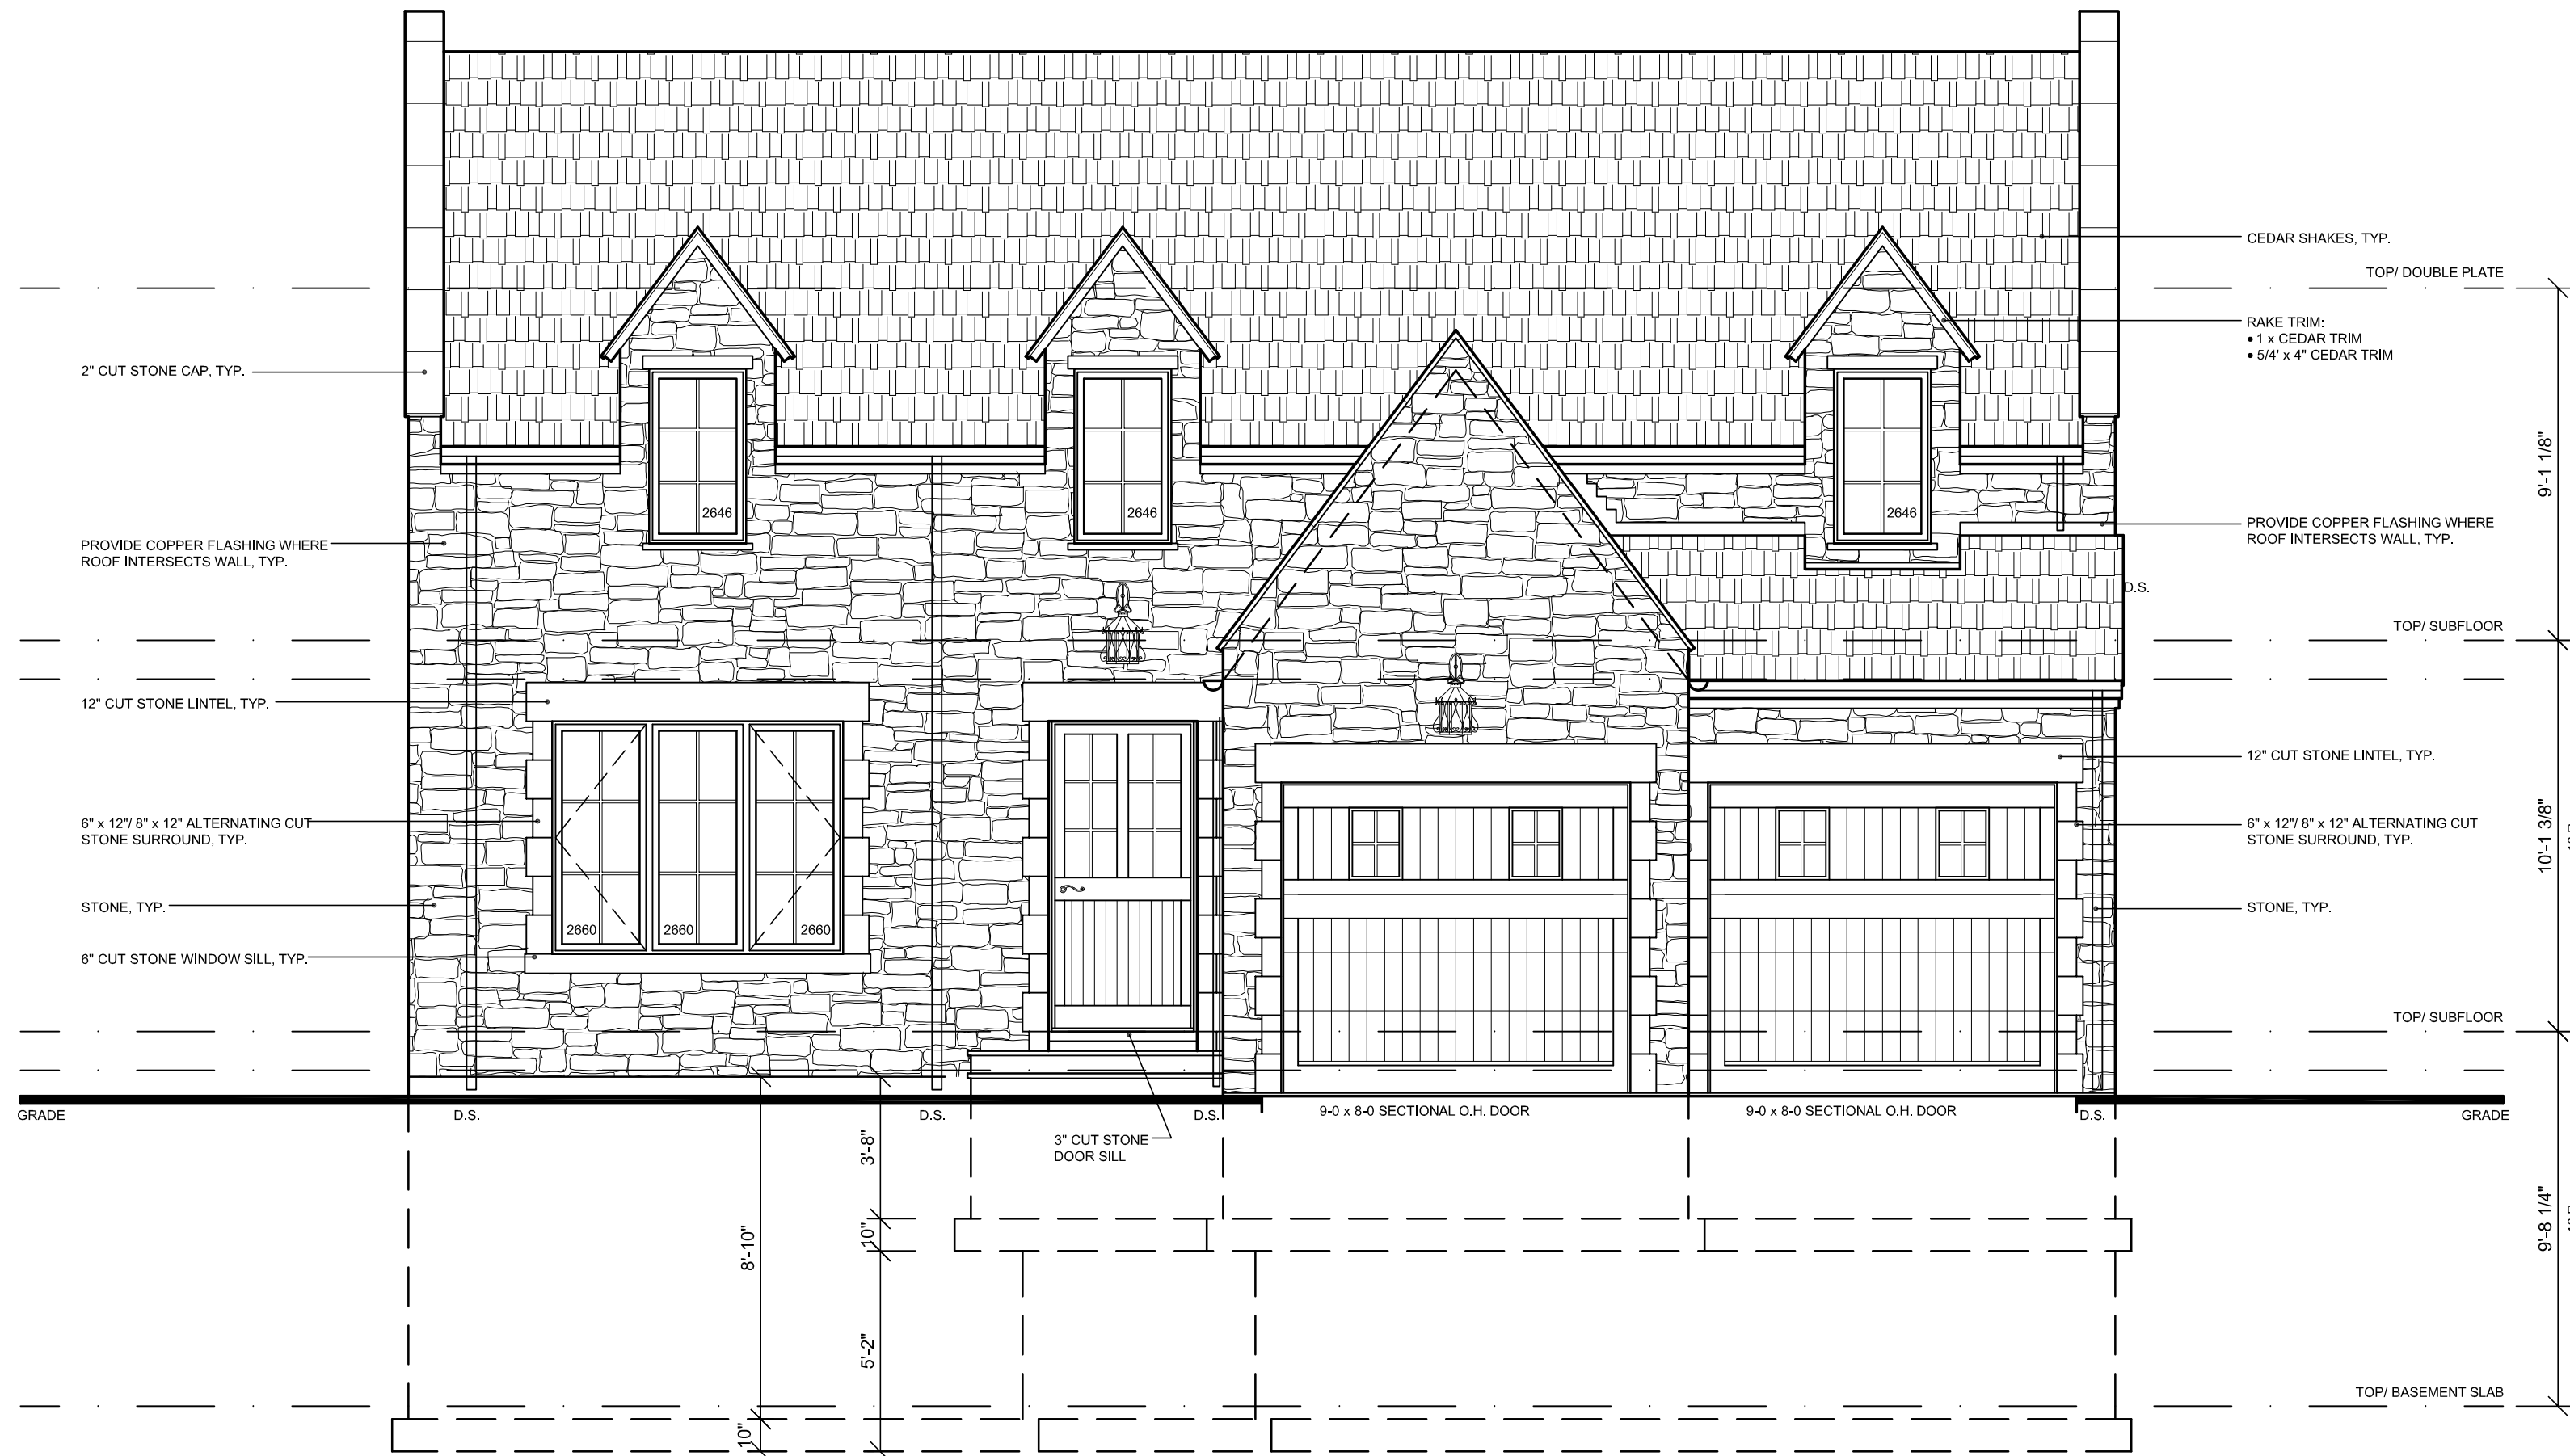 CEDAR SHAKES, TYP.
TOP/ DOUBLE PLATE
RAKE TRIM:
• 1 x CEDAR TRIM
• 5/4' x 4" CEDAR TRIM
2" CUT STONE CAP, TYP.
9'-1 1/8"
2646
2646
2646
PROVIDE COPPER FLASHING WHERE
ROOF INTERSECTS WALL, TYP.
PROVIDE COPPER FLASHING WHERE
ROOF INTERSECTS WALL, TYP.
D.S.
TOP/ SUBFLOOR
12" CUT STONE LINTEL, TYP.
12" CUT STONE LINTEL, TYP.
6" x 12"/ 8" x 12" ALTERNATING CUT
STONE SURROUND, TYP.
6" x 12"/ 8" x 12" ALTERNATING CUT
STONE SURROUND, TYP.
10'-1 3/8"
STONE, TYP.
STONE, TYP.
2660
2660
2660
6" CUT STONE WINDOW SILL, TYP.
TOP/ SUBFLOOR
GRADE
D.S.
D.S.
D.S.
9-0 x 8-0 SECTIONAL O.H. DOOR
9-0 x 8-0 SECTIONAL O.H. DOOR
D.S.
GRADE
3" CUT STONE
DOOR SILL
3'-8"
10"
8'-10"
5'-2"
10"
9'-8 1/4"
TOP/ BASEMENT SLAB